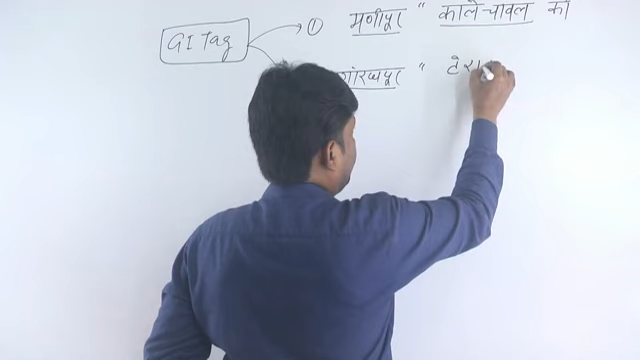 GI Tag ① मणीपूर " काले चावल को
गोरखपूर " टेरा